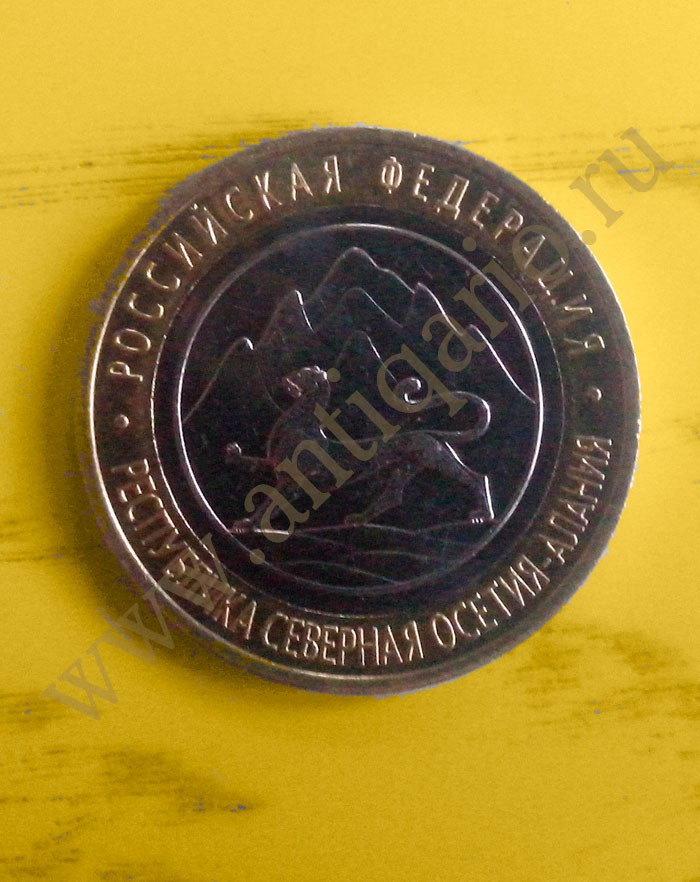 РОССИЙСКАЯ ФЕДЕРАЦИЯ
РЕСПУБЛИКА СЕВЕРНАЯ ОСЕТИЯ-АЛАНИЯ
www.antiqario.ru